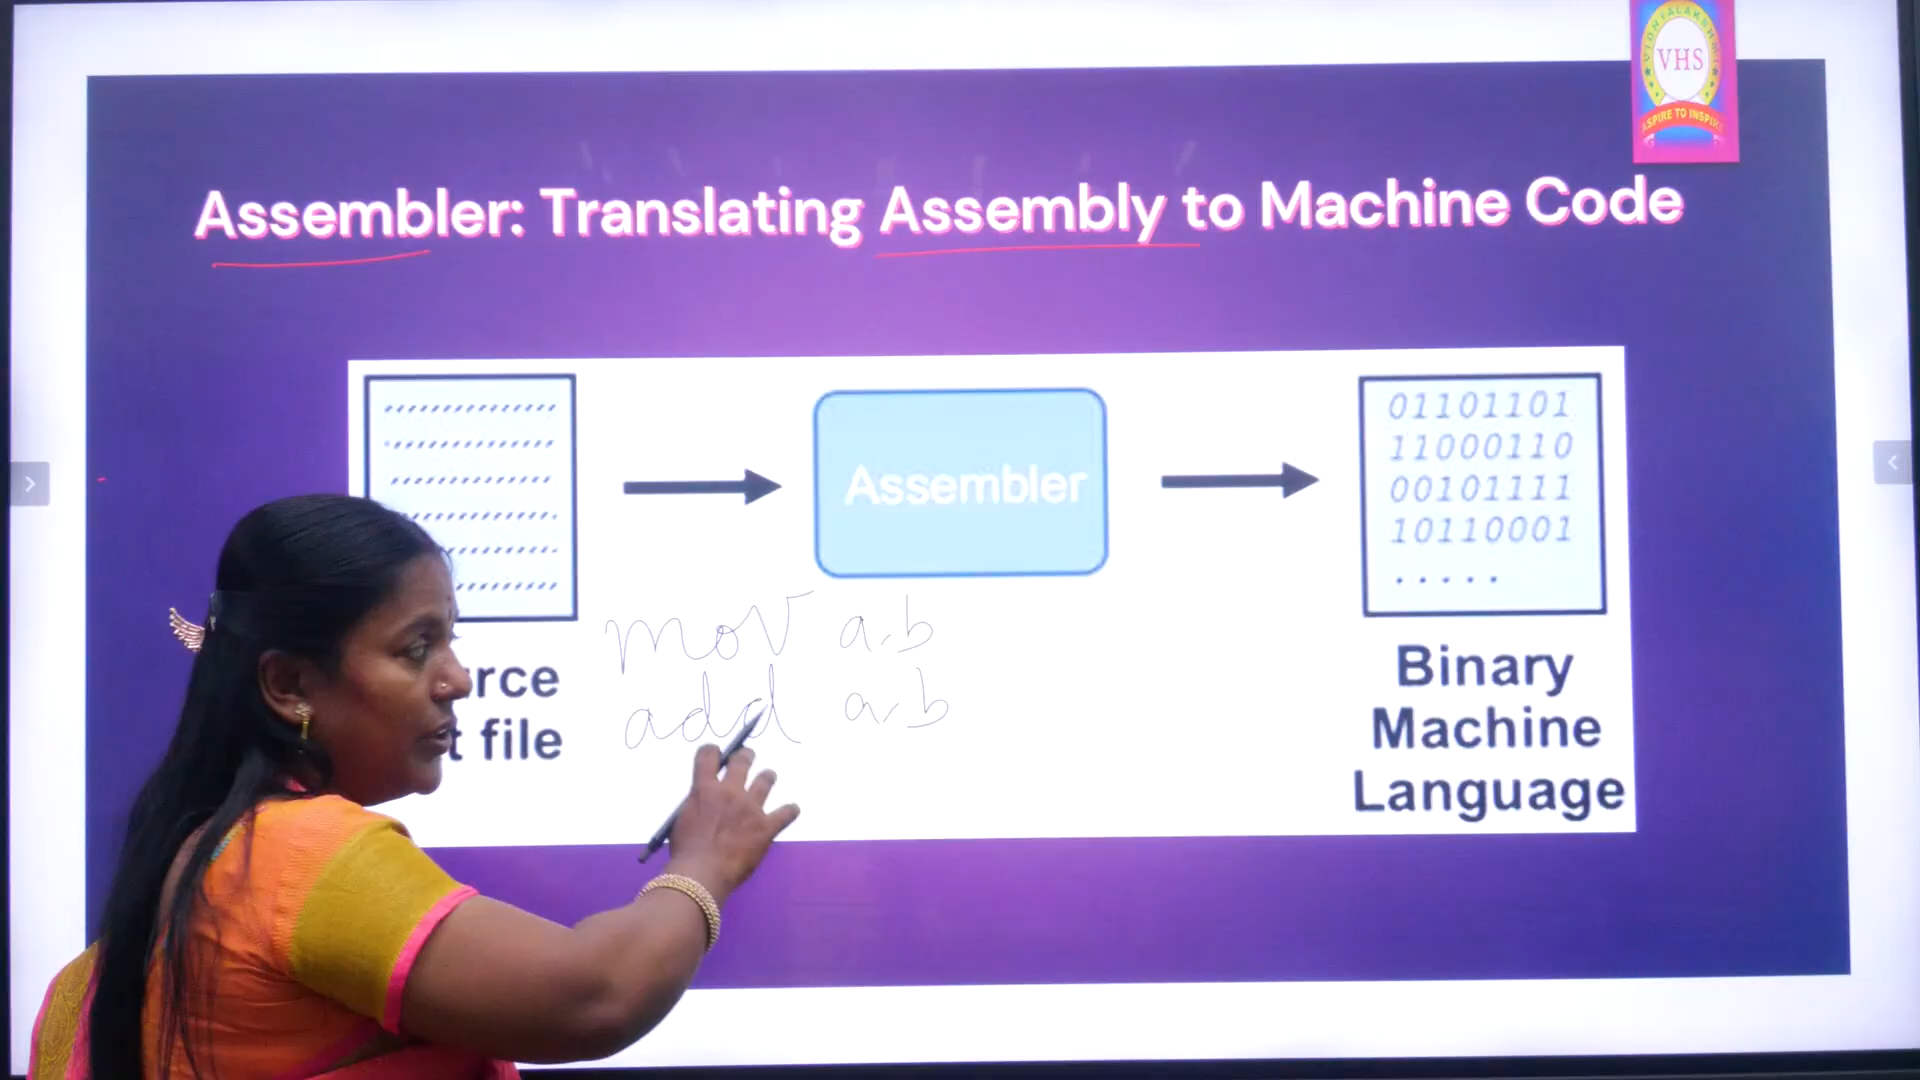 VIDHYALAKSHMI
VHS
ASPIRE TO INSPIRE
Assembler: Translating Assembly to Machine Code
Assembler
01101101
11000110
00101111
10110001
.....
mov a,b
add a,b
file
Binary
Machine
Language